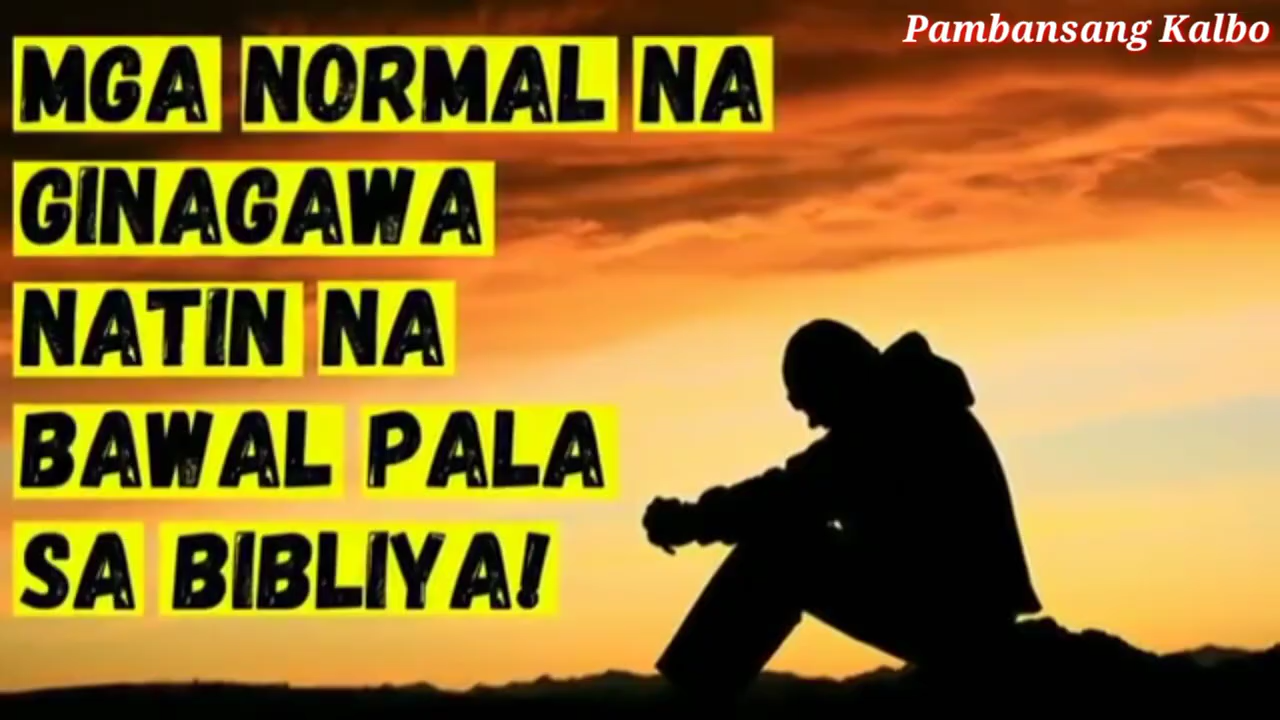 Pambansang Kalbo
MGA NORMAL NA
GINAGAWA
NATIN NA
BAWAL PALA
SA BIBLIYA!